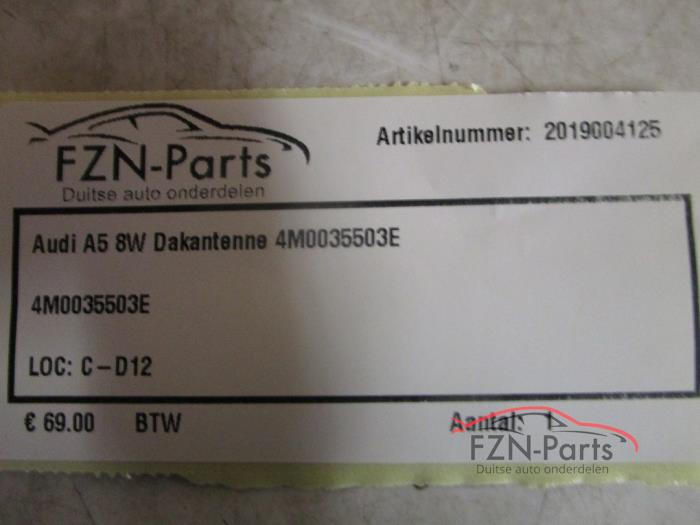 FZN-Parts
Duitse auto onderdelen
Artikelnummer: 2019004125
Audi A5 8W Dakantenne 4M0035503E
4M0035503E
LOC: C-D12
€ 69.00 BTW
Aantal: 1
FZN-Parts
Duitse auto onderdelen